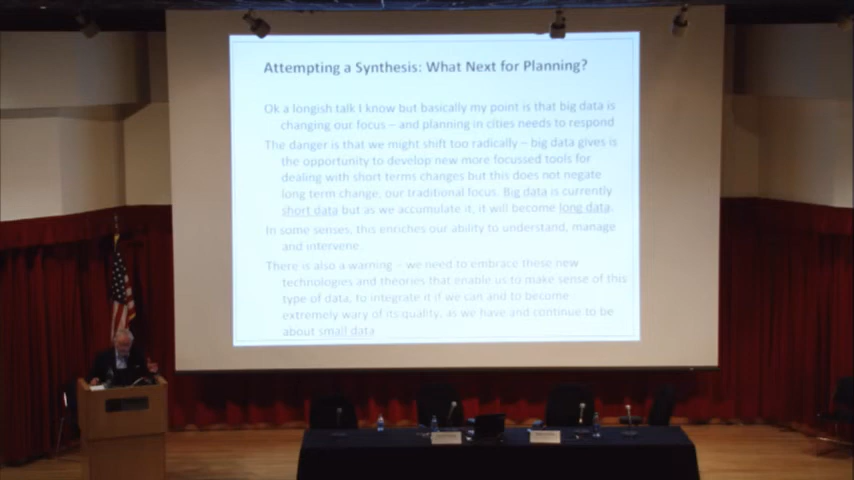 Attempting a Synthesis: What Next for Planning?
Ok a longish talk I know but basically my point is that big data is
changing our focus – and planning in cities needs to respond
The danger is that we might shift too radically – big data gives is
the opportunity to develop new more focussed tools for
dealing with short terms changes but this does not negate
long term change, our traditional focus. Big data is currently
short data but as we accumulate it, it will become long data.
In some senses, this enriches our ability to understand, manage
and intervene.
There is also a warning – we need to embrace these new
technologies and theories that enable us to make sense of this
type of data, to integrate it if we can and to become
extremely wary of its quality, as we have and continue to be
about small data